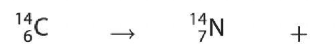 ¹⁴₆C → ¹⁴₇N +